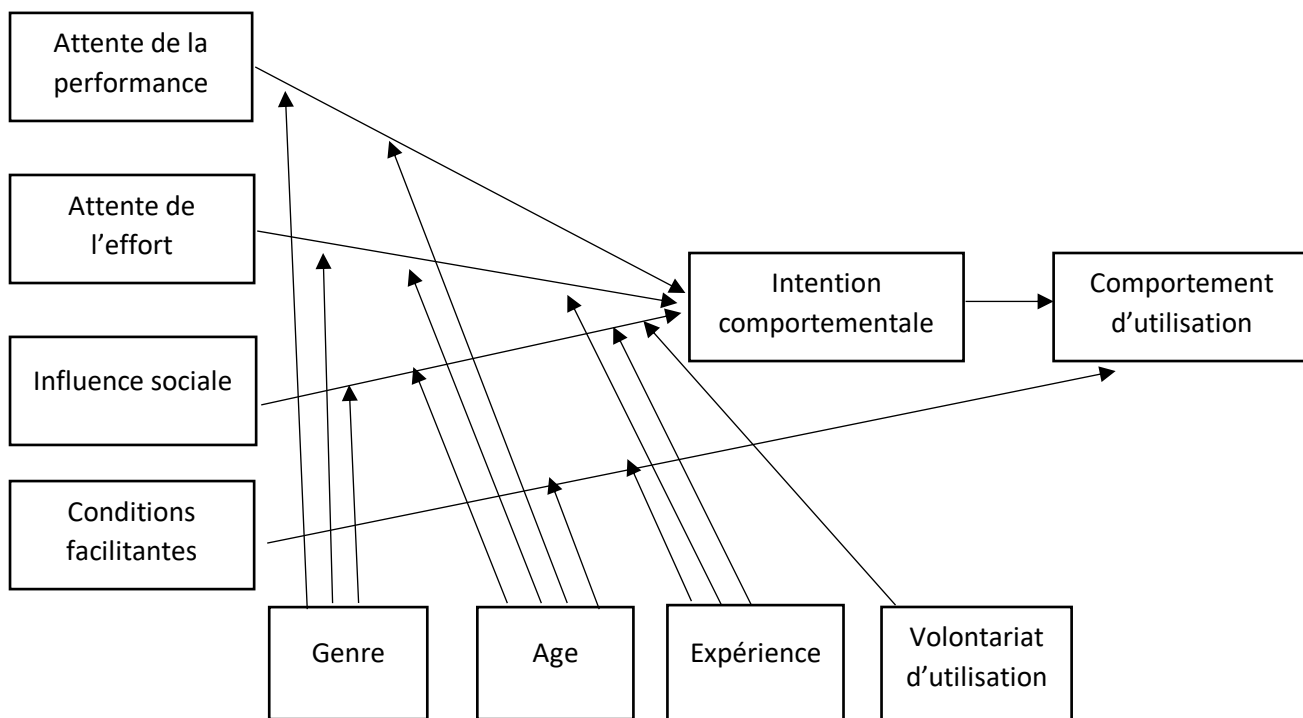 Attente de la
performance
Attente de
l’effort
Intention
comportementale
Comportement
d’utilisation
Influence sociale
Conditions
facilitantes
Genre
Age
Expérience
Volontariat
d’utilisation